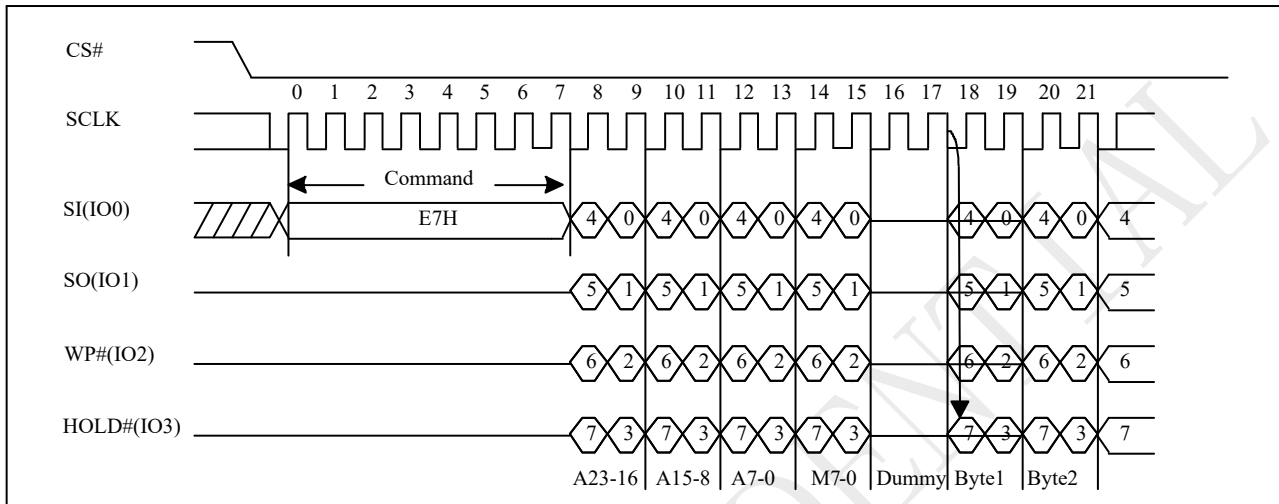 CS#
0 1 2 3 4 5 6 7 8 9 10 11 12 13 14 15 16 17 18 19 20 21
SCLK
Command
SI(IO0) E7H 4 0 4 0 4 0 4 0 4 0 4 0 4
SO(IO1) 5 1 5 1 5 1 5 1 5 1 5 1 5
WP#(IO2) 6 2 6 2 6 2 6 2 6 2 6 2 6
HOLD#(IO3) 7 3 7 3 7 3 7 3 7 3 7 3 7
A23-16 A15-8 A7-0 M7-0 Dummy Byte1 Byte2
DENTIAL